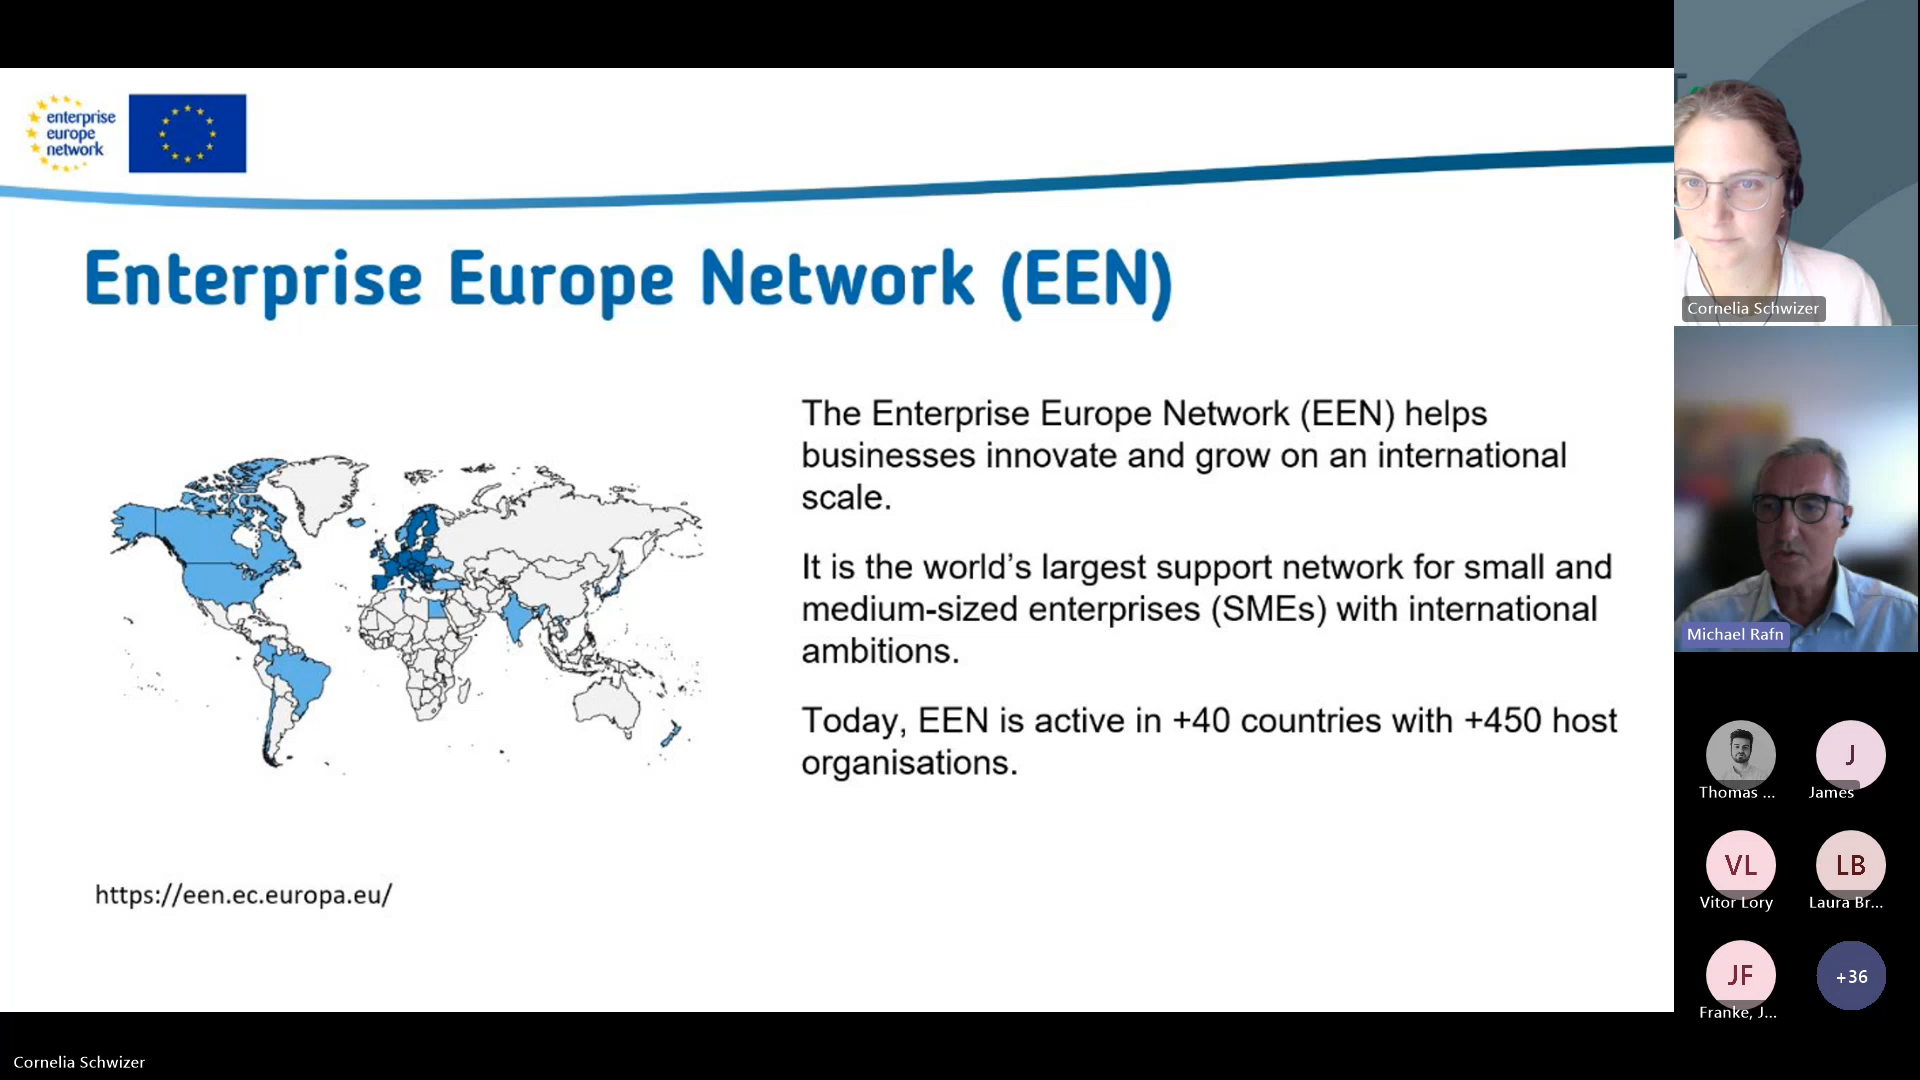 enterprise
europe
network
Enterprise Europe Network (EEN)
The Enterprise Europe Network (EEN) helps
businesses innovate and grow on an international
scale.
It is the world’s largest support network for small and
medium-sized enterprises (SMEs) with international
ambitions.
Today, EEN is active in +40 countries with +450 host
organisations.
https://een.ec.europa.eu/
Cornelia Schwizer
Michael Rafn
Thomas ...
J
James
VL
Vitor Lory
LB
Laura Br...
JF
Franke, J...
+36
Cornelia Schwizer